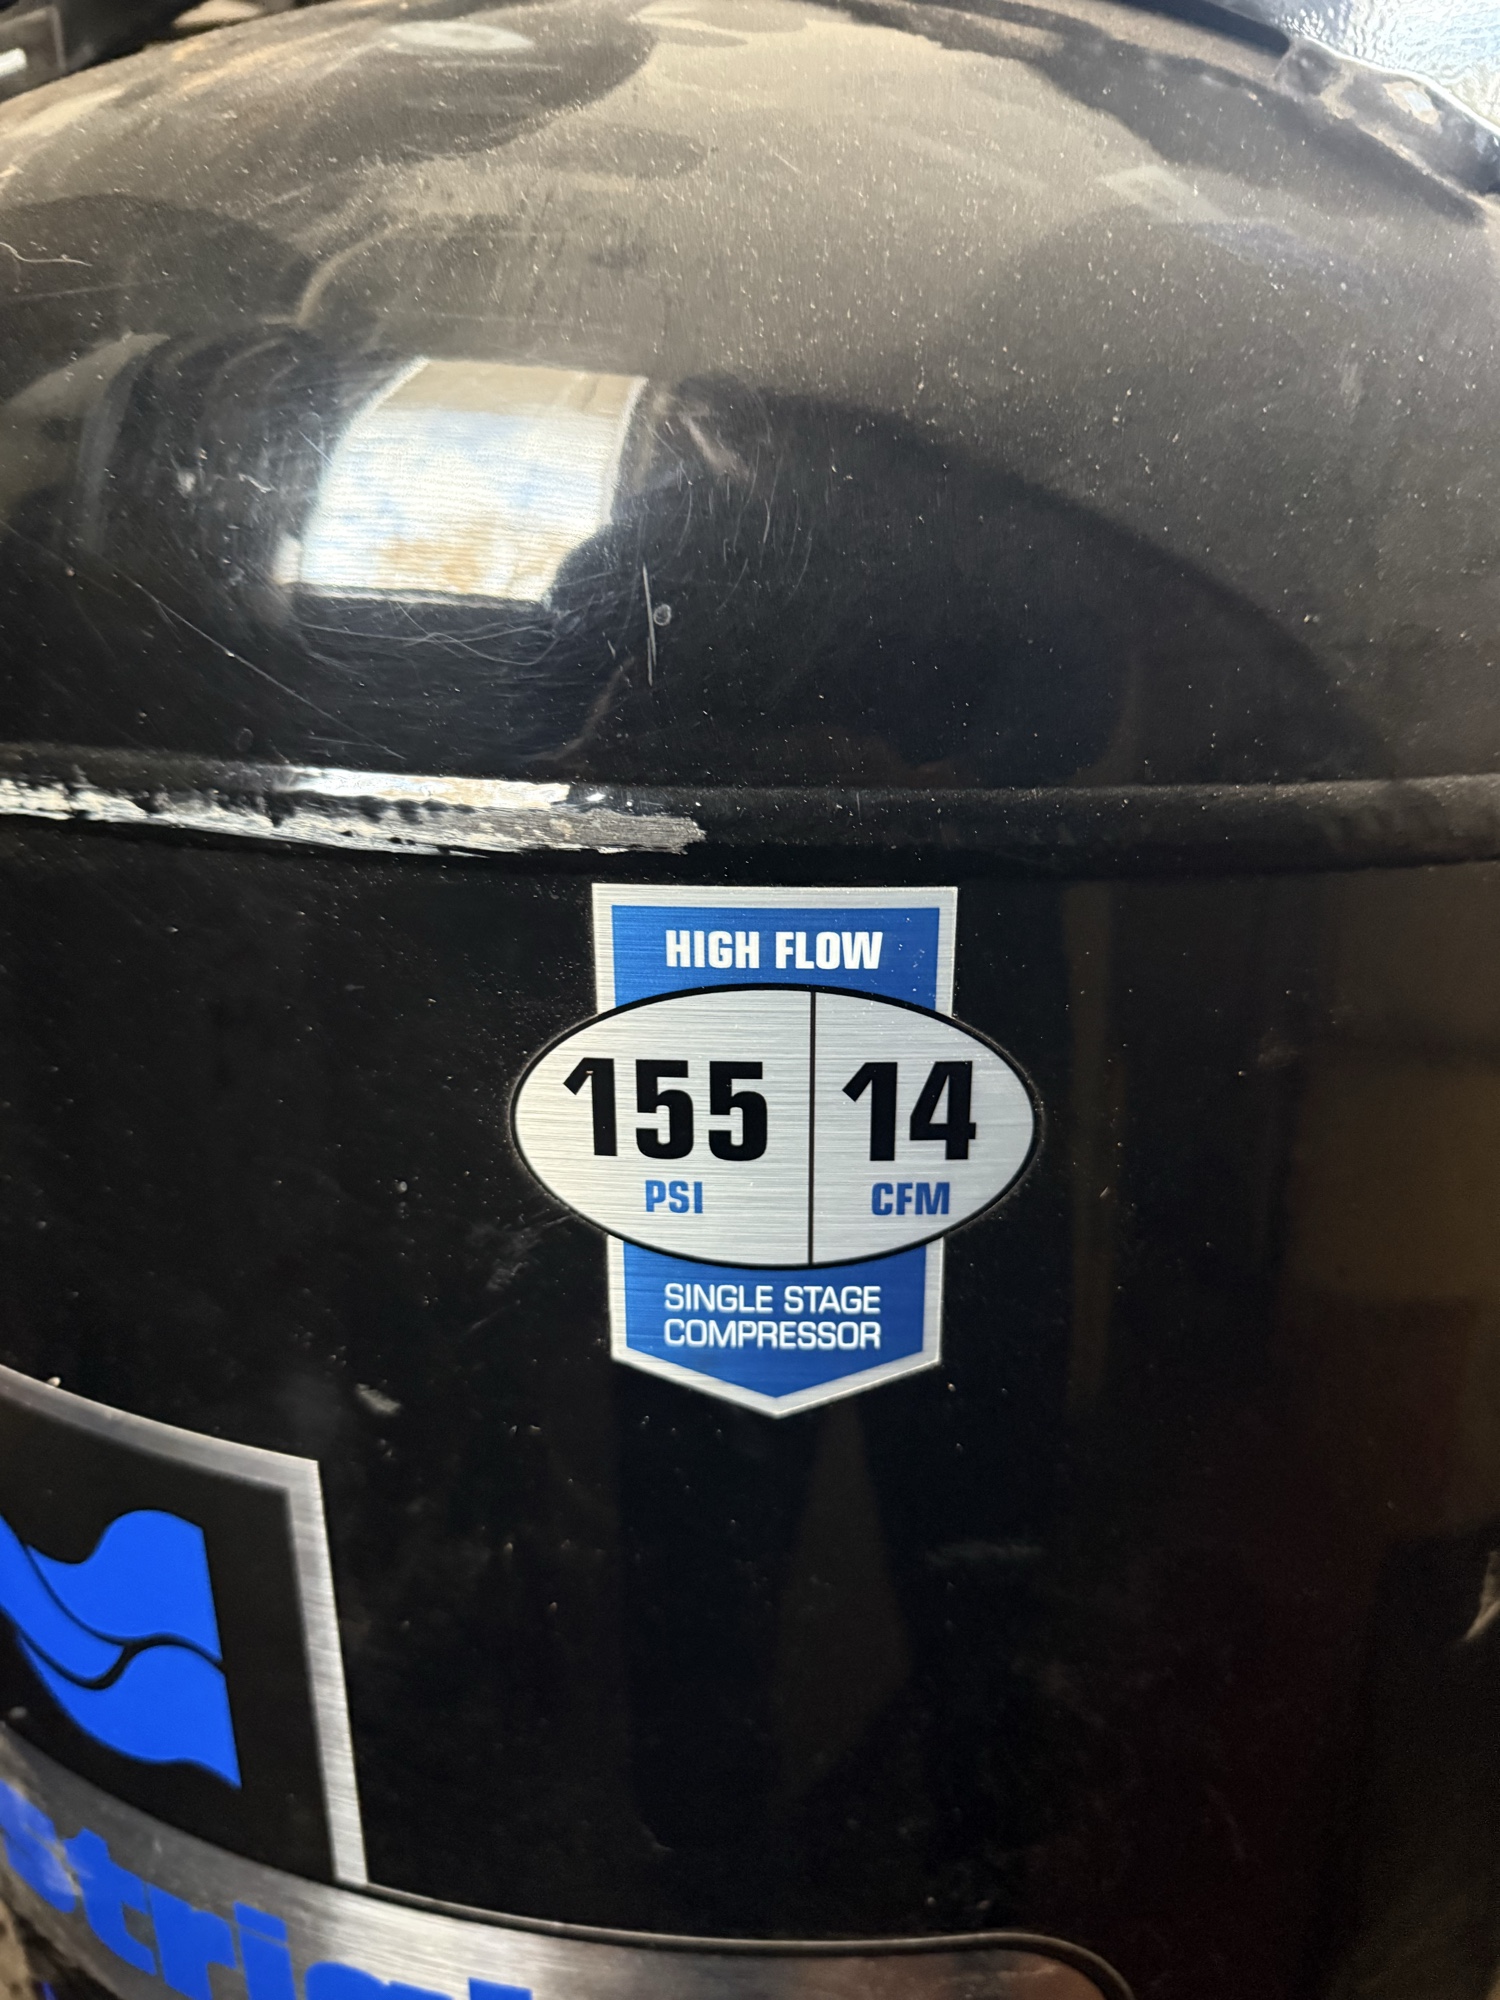 HIGH FLOW
155 14
PSI CFM
SINGLE STAGE
COMPRESSOR